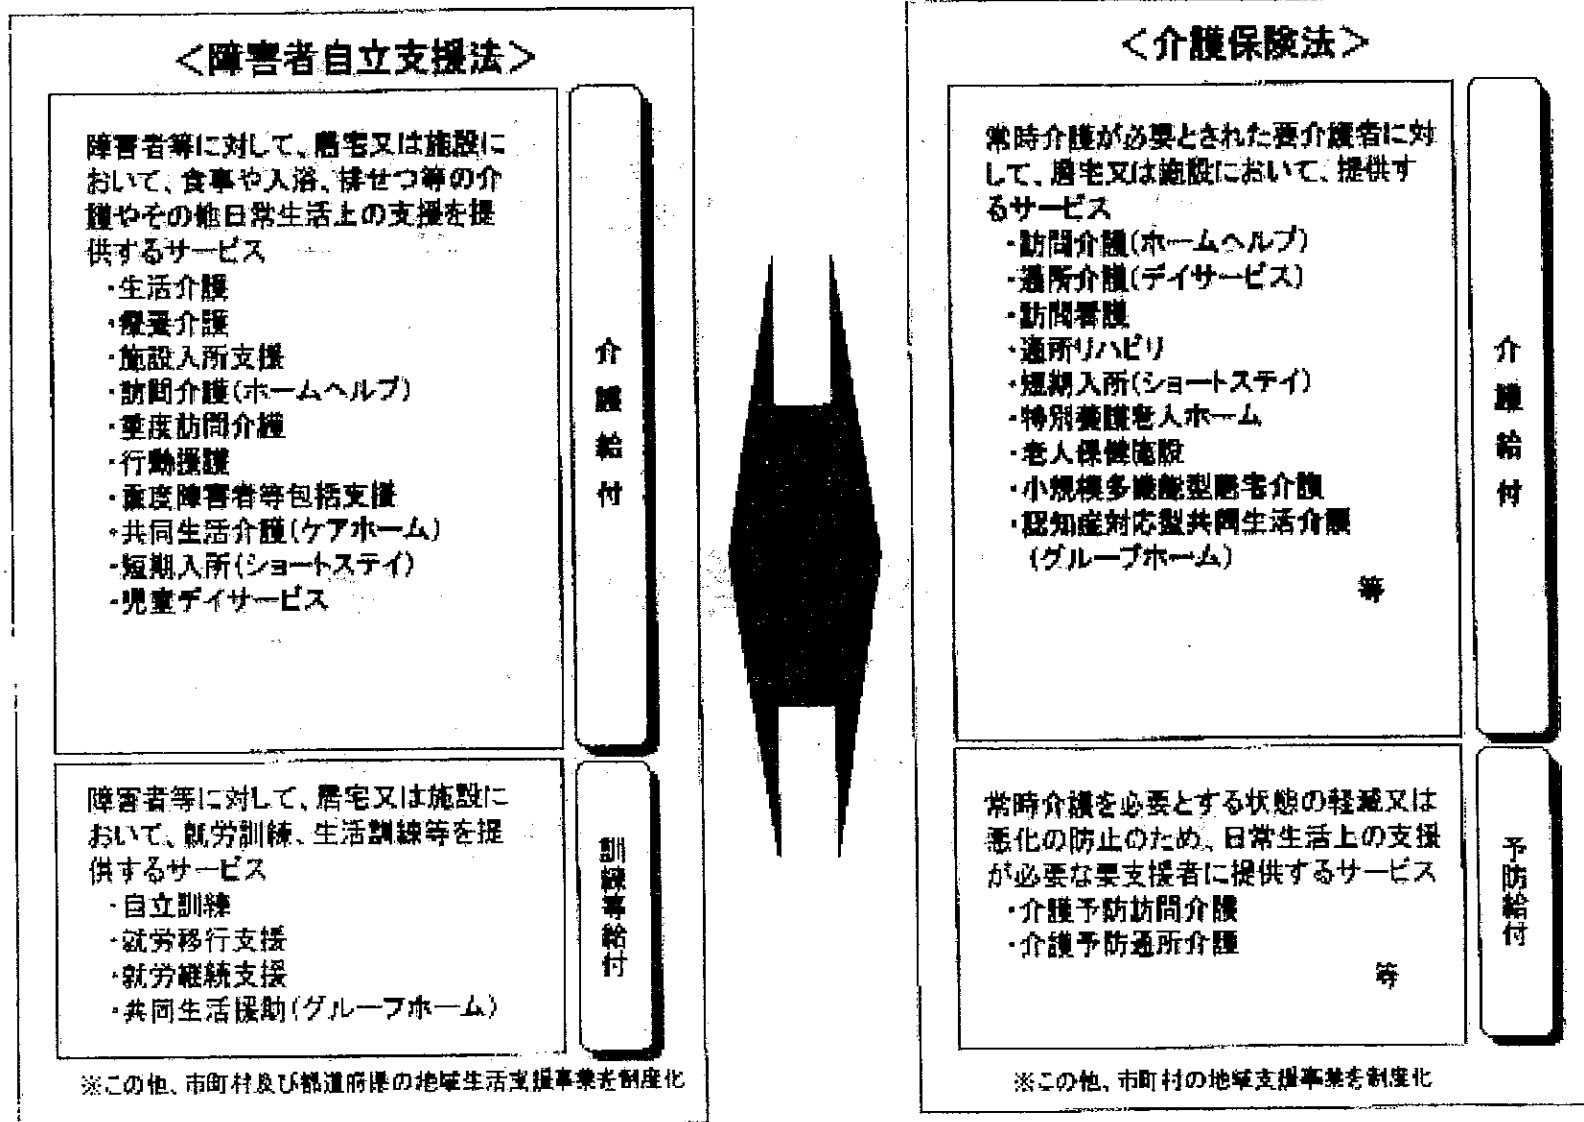 ＜障害者自立支援法＞
障害者等に対して、居宅又は施設に
おいて、食事や入浴、排せつ等の介
護やその他日常生活上の支援を提
供するサービス
・生活介護
・療養介護
・施設入所支援
・訪問介護(ホームヘルプ)
・重度訪問介護
・行動援護
・重度障害者等包括支援
・共同生活介護(ケアホーム)
・短期入所(ショートステイ)
・児童デイサービス
介護給付
障害者等に対して、居宅又は施設に
おいて、就労訓練、生活訓練等を提
供するサービス
・自立訓練
・就労移行支援
・就労継続支援
・共同生活援助(グループホーム)
訓練等給付
※この他、市町村及び都道府県の地域生活支援事業を制度化
＜介護保険法＞
常時介護が必要とされた要介護者に対
して、居宅又は施設において、提供す
るサービス
・訪問介護(ホームヘルプ)
・通所介護(デイサービス)
・訪問看護
・通所リハビリ
・短期入所(ショートステイ)
・特別養護老人ホーム
・老人保健施設
・小規模多機能型居宅介護
・認知症対応型共同生活介護
(グループホーム)
等
介護給付
常時介護を必要とする状態の軽減又は
悪化の防止のため、日常生活上の支援
が必要な要支援者に提供するサービス
・介護予防訪問介護
・介護予防通所介護
等
予防給付
※この他、市町村の地域支援事業を制度化